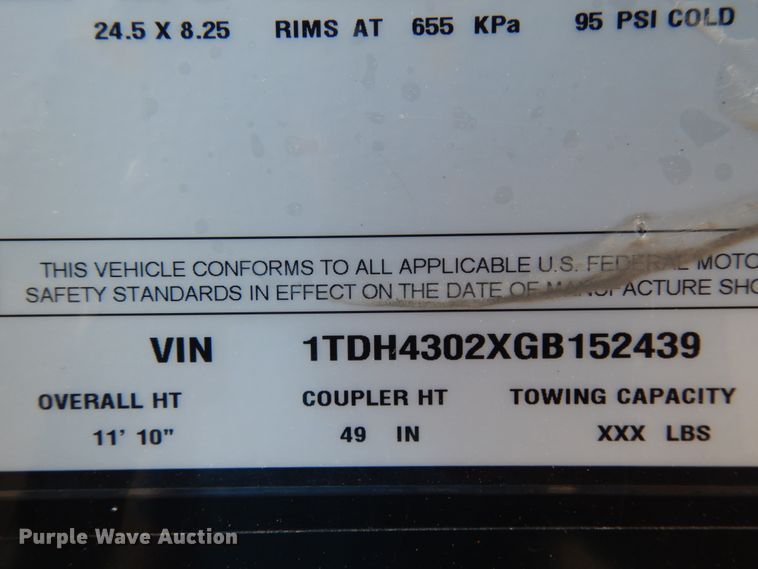 24.5 X 8.25 RIMS AT 655 KPa 95 PSI COLD
THIS VEHICLE CONFORMS TO ALL APPLICABLE U.S. FEDERAL MOTO
SAFETY STANDARDS IN EFFECT ON THE DATE OF MANUFACTURE SHO
VIN 1TDH4302XGB152439
OVERALL HT COUPLER HT TOWING CAPACITY
11' 10" 49 IN XXX LBS
Purple Wave Auction